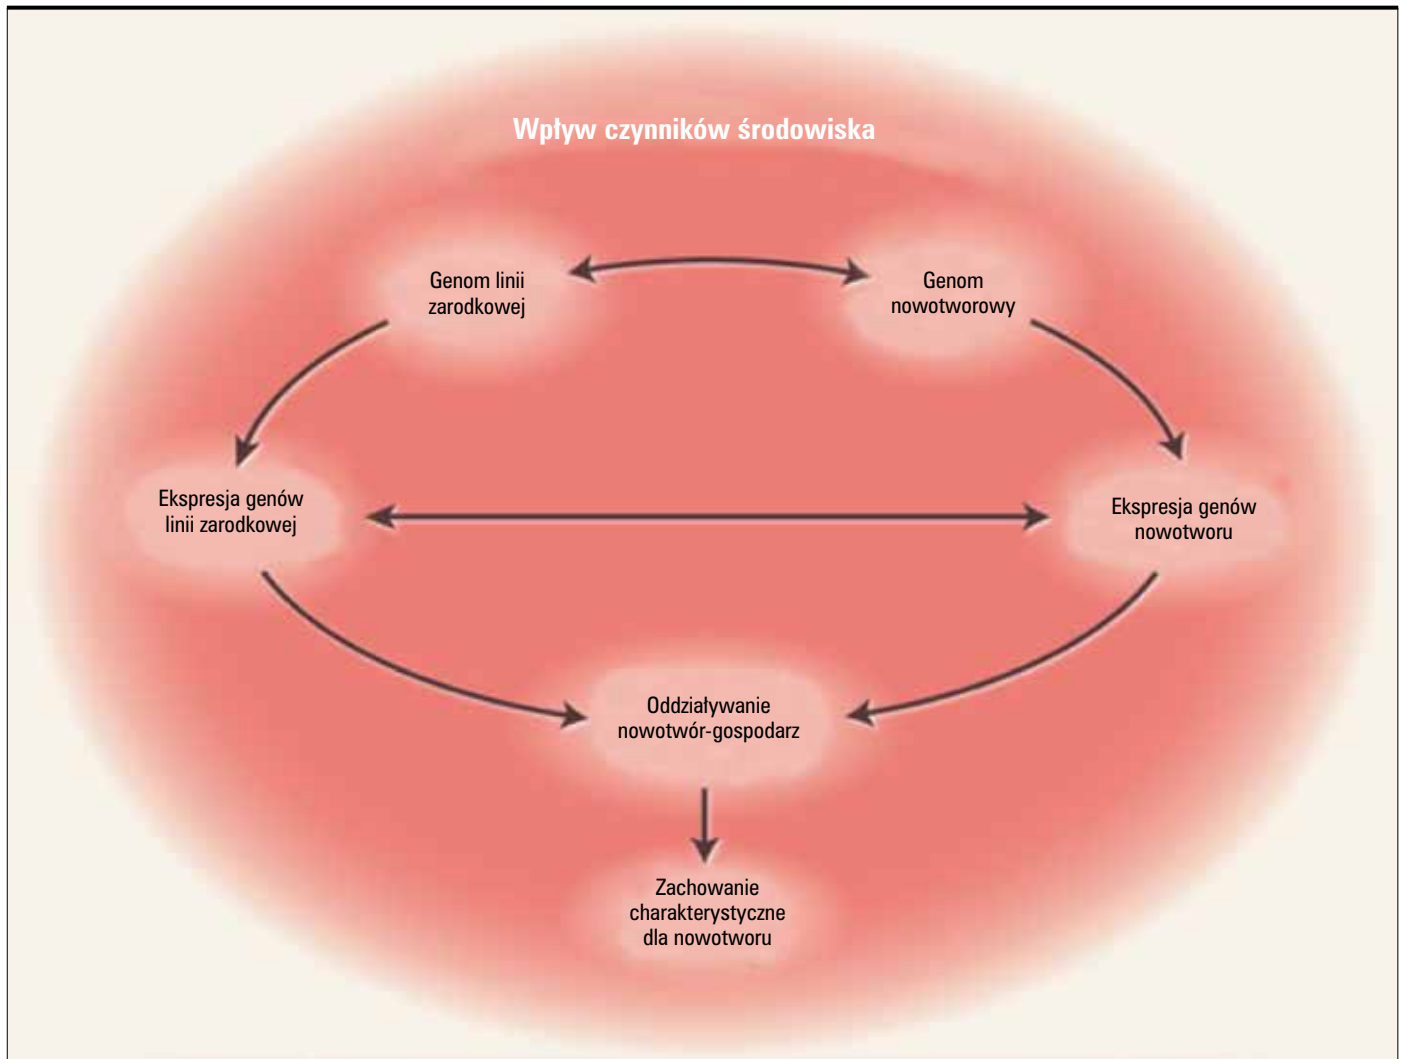 Wpływ czynników środowiska
Genom linii
zarodkowej
Genom
nowotworowy
Ekspresja genów
linii zarodkowej
Ekspresja genów
nowotworu
Oddziaływanie
nowotwór-gospodarz
Zachowanie
charakterystyczne
dla nowotworu